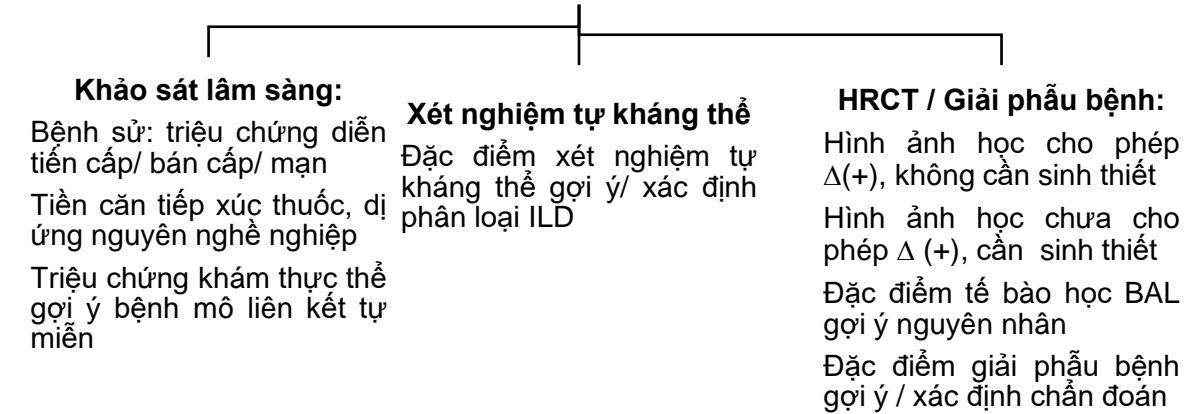 Khảo sát lâm sàng:
Bệnh sử: triệu chứng diễn
tiến cấp/ bán cấp/ mạn
Tiền căn tiếp xúc thuốc, dị
ứng nguyên nghề nghiệp
Triệu chứng khám thực thể
gợi ý bệnh mô liên kết tự
miễn
Xét nghiệm tự kháng thể
Đặc điểm xét nghiệm tự
kháng thể gợi ý/ xác định
phân loại ILD
HRCT / Giải phẫu bệnh:
Hình ảnh học cho phép
∆(+), không cần sinh thiết
Hình ảnh học chưa cho
phép ∆ (+), cần sinh thiết
Đặc điểm tế bào học BAL
gợi ý nguyên nhân
Đặc điểm giải phẫu bệnh
gợi ý / xác định chẩn đoán